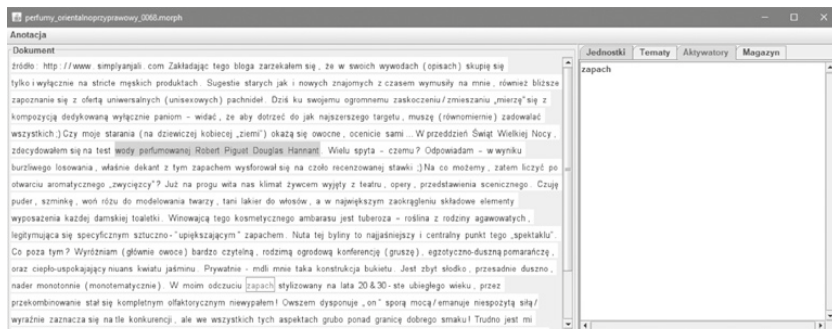 perfumy_orientalnoprzyprawowy_0068.morph
Anotacja
Dokument
źródło : http : / / www . simplyanjali . com Zakładając tego bloga zarzekałem się , że w swoich wywodach ( opisach ) skupię się
tylko i wyłącznie na stricte męskich produktach . Sugestie starych jak i nowych znajomych z czasem wymusiły na mnie , również bliższe
zapoznanie się z ofertą uniwersalnych ( unisexowych ) pachnideł . Dziś ku swojemu ogromnemu zaskoczeniu / zmieszaniu „mierzę" się z
kompozycją dedykowaną wyłącznie paniom - widać , ze aby dotrzeć do jak najszerszego targetu , muszę ( równomiernie ) zadowalać
wszystkich ;) Czy moje starania ( na dziewiczej kobiecej „ziemi" ) okażą się owocne , ocenicie sami ... W przeddzień Świąt Wielkiej Nocy ,
zdecydowałem się na test wody perfumowanej Robert Pigust Douglas Hannant . Wielu spyta - czemu ? Odpowiadam - w wyniku
burzliwego losowania , właśnie dekant z tym zapachem wysforował się na czoło recenzowanej stawki :) Na co możemy , zatem liczyć po
otwarciu aromatycznego „zwycięzcy" ? Już na progu wita nas klimat żywcem wyjęty z teatru , opery , przedstawienia scenicznego . Czuję
puder , szminkę , woń różu do modelowania twarzy , tani lakier do włosów , a w największym zaokrągleniu składowe elementy
wyposażenia każdej damskiej toaletki . Winowajcą tego kosmetycznego ambarasu jest tuberoza - roślina z rodziny agawowatych ,
legitymująca się specyficznym sztuczno - "upiększającym" zapachem . Nuta tej byliny to najjaśniejszy i centralny punkt tego „spektaklu" .
Co poza tym ? Wyróżniam ( głównie owoce ) bardzo czytelną , rodzimą ogrodową konferencję ( gruszę ) , egzotyczno-duszną pomarańczę ,
oraz ciepło-uspokajający niuans kwiatu jaśminu . Prywatnie - mdli mnie taka konstrukcja bukietu . Jest zbyt słodko , przesadnie duszno ,
nader monotonnie ( monotematycznie ) . W moim odczuciu zapach stylizowany na lata 20 & 30 - ste ubiegłego wieku , przez
przekombinowanie stał się kompletnym olfaktorycznym niewypałem ! Owszem dysponuje „on" sporą mocą / emanuje niespożytą siłą /
wyraźnie zaznacza się na tle konkurencji , ale we wszystkich tych aspektach grubo ponad granicę dobrego smaku ! Trudno jest mi
Jednostki Tematy Aktywatory Magazyn
zapach